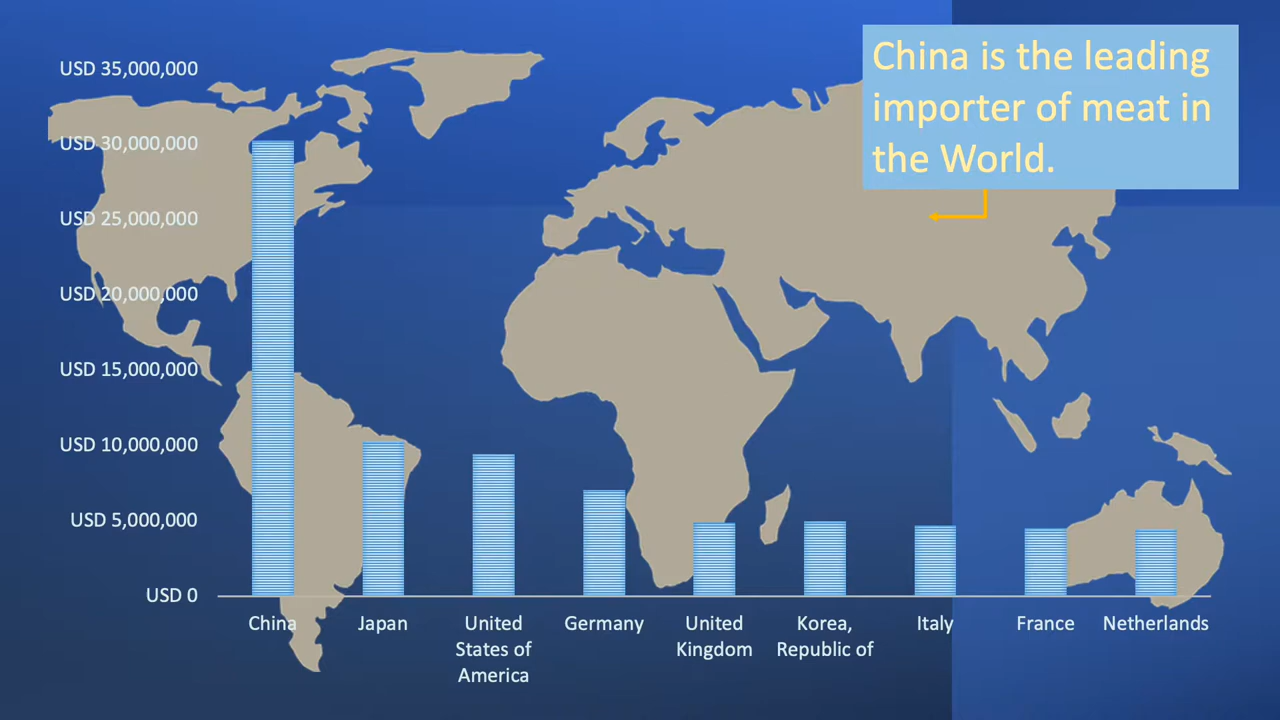 China is the leading
importer of meat in
the World.
USD 35,000,000
USD 30,000,000
USD 25,000,000
USD 20,000,000
USD 15,000,000
USD 10,000,000
USD 5,000,000
USD 0
China
Japan
United
States of
America
Germany
United
Kingdom
Korea,
Republic of
Italy
France
Netherlands